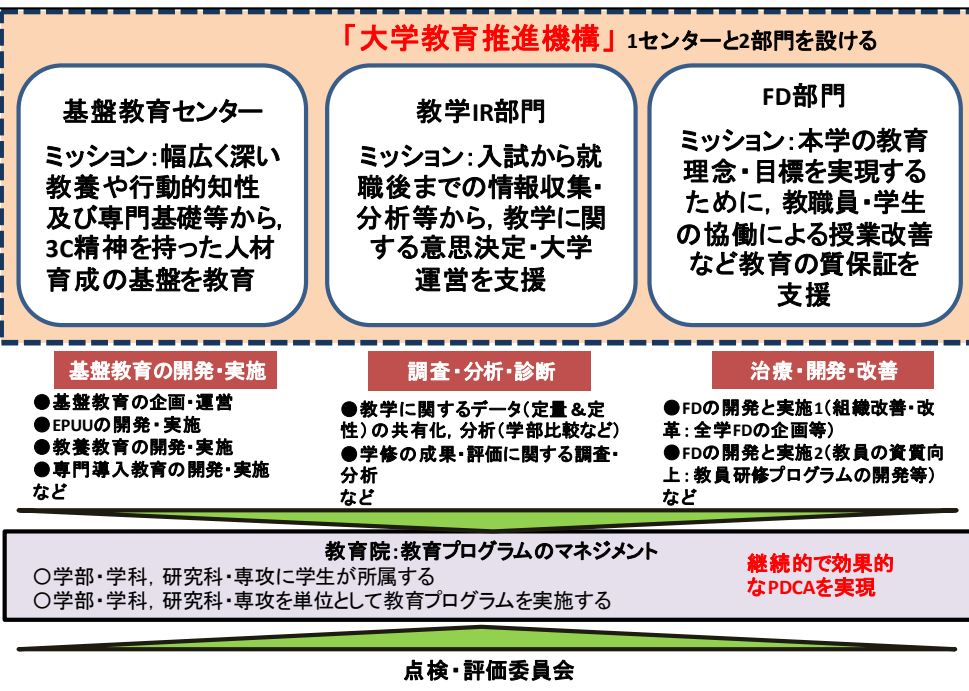 「大学教育推進機構」 1センターと2部門を設ける
基盤教育センター
ミッション：幅広く深い
教養や行動的知性
及び専門基礎等から，
3C精神を持った人材
育成の基盤を教育
教学IR部門
ミッション：入試から就
職後までの情報収集・
分析等から，教学に関
する意思決定・大学
運営を支援
FD部門
ミッション：本学の教育
理念・目標を実現する
ために，教職員・学生
の協働による授業改善
など教育の質保証を
支援
基盤教育の開発・実施
●基盤教育の企画・運営
●EPUUの開発・実施
●教養教育の開発・実施
●専門導入教育の開発・実施
など
調査・分析・診断
●教学に関するデータ（定量＆定
性）の共有化，分析（学部比較など）
●学修の成果・評価に関する調査・
分析
など
治療・開発・改善
●FDの開発と実施1（組織改善・改
革：全学FDの企画等）
●FDの開発と実施2（教員の資質向
上：教員研修プログラムの開発等）
など
教育院：教育プログラムのマネジメント
○学部・学科，研究科・専攻に学生が所属する
○学部・学科，研究科・専攻を単位として教育プログラムを実施する
継続的で効果的
なPDCAを実現
点検・評価委員会